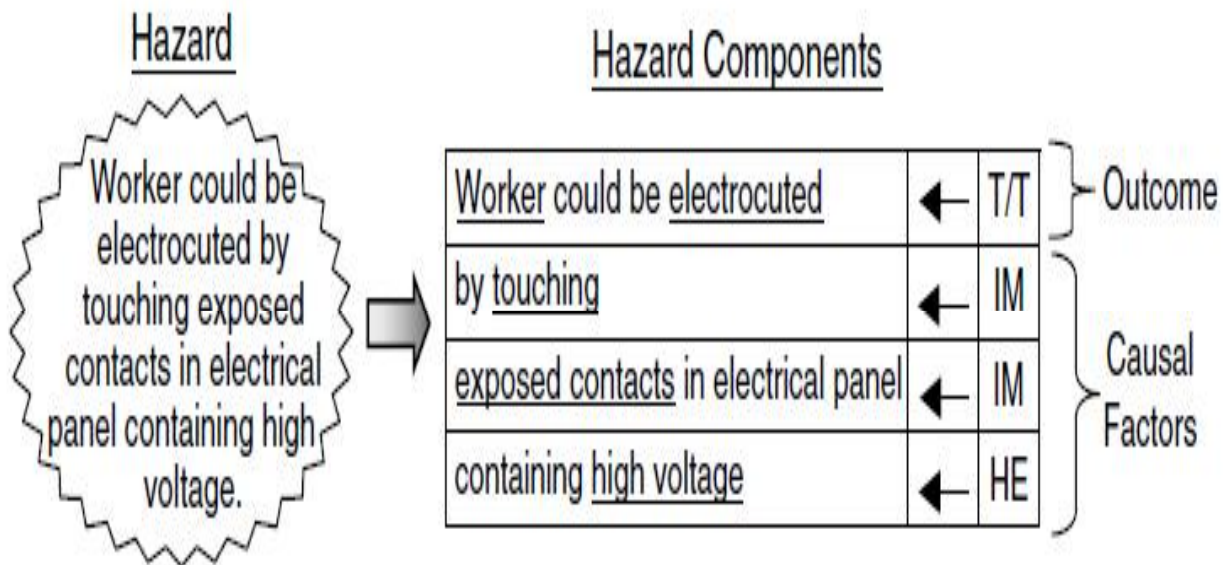 Hazard
Worker could be
electrocuted by
touching exposed
contacts in electrical
panel containing high
voltage.
Hazard Components
Worker could be electrocuted T/T
by touching IM
exposed contacts in electrical panel IM
containing high voltage HE
Outcome
Causal
Factors